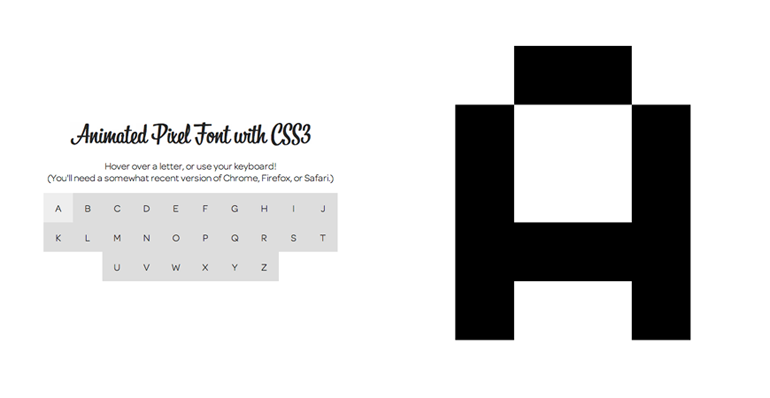 Animated Pixel Font with CSS3
Hover over a letter, or use your keyboard!
(You'll need a somewhat recent version of Chrome, Firefox, or Safari.)
A B C D E F G H I J
K L M N O P Q R S T
U V W X Y Z
A